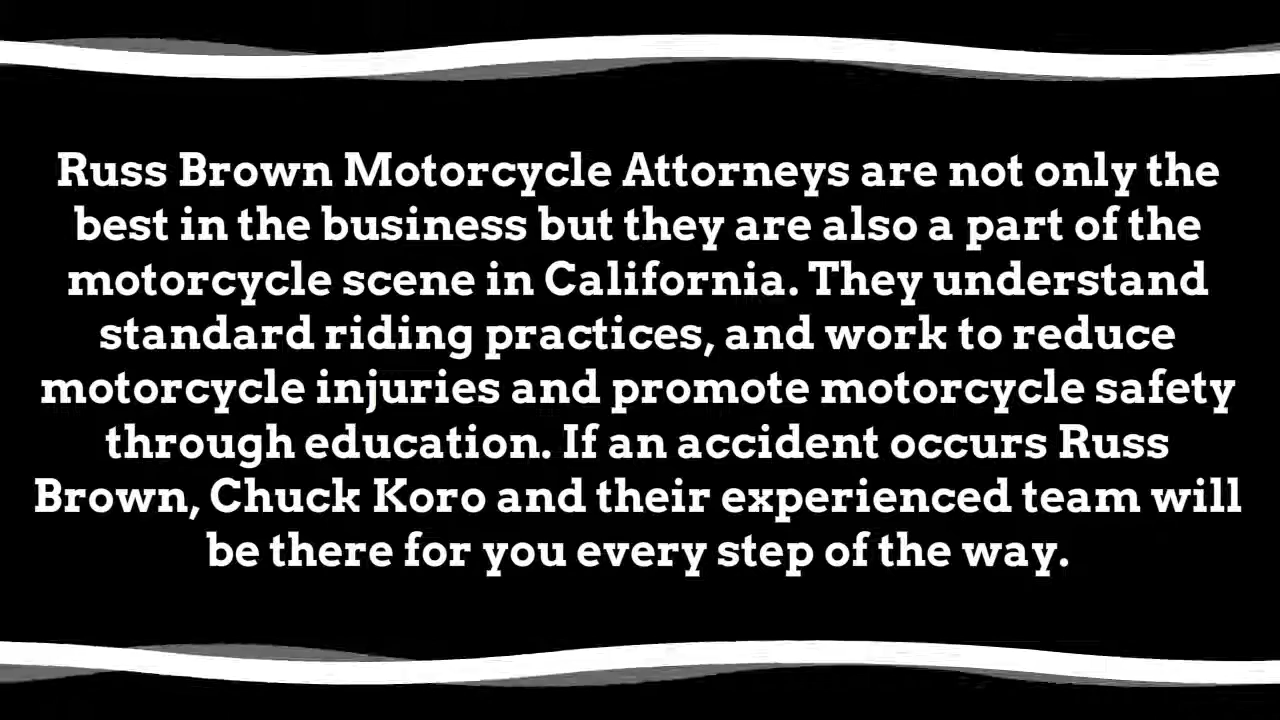 Russ Brown Motorcycle Attorneys are not only the
best in the business but they are also a part of the
motorcycle scene in California. They understand
standard riding practices, and work to reduce
motorcycle injuries and promote motorcycle safety
through education. If an accident occurs Russ
Brown, Chuck Koro and their experienced team will
be there for you every step of the way.